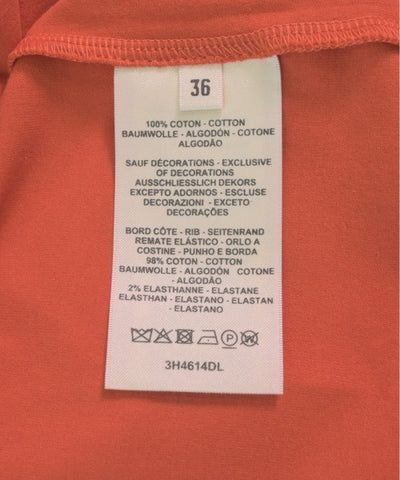 36
100% COTON - COTTON
BAUMWOLLE - ALGODÓN - COTONE
ALGODÃO
SAUF DÉCORATIONS - EXCLUSIVE
OF DECORATIONS
AUSSCHLIESSLICH DEKORS
EXCEPTO ADORNOS - ESCLUSE
DECORAZIONI - EXCETO
DECORAÇÕES
BORD CÔTE - RIB - SEITENRAND
REMATE ELÁSTICO - ORLO A
COSTINE - PUNHO E BORDA
98% COTON - COTTON
BAUMWOLLE - ALGODÓN COTONE
- ALGODÃO
2% ELASTHANNE - ELASTANE
ELASTHAN - ELASTANO - ELASTAN
- ELASTANO
P W
3H4614DL